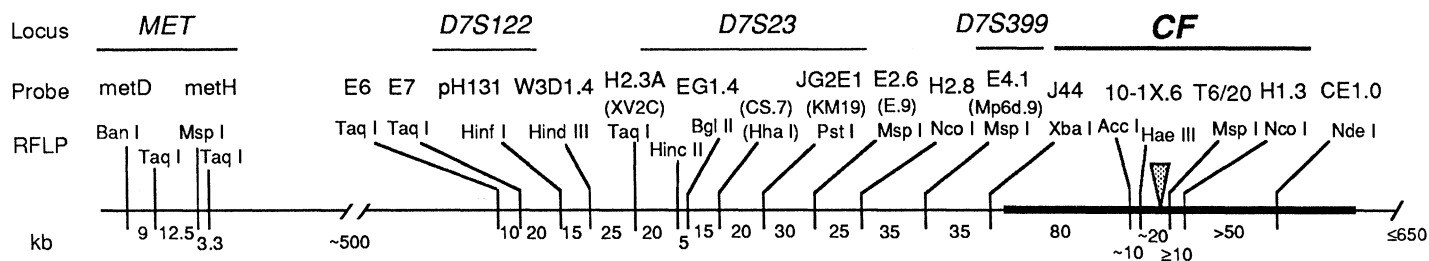 Locus MET D7S122 D7S23 D7S399 CF
Probe metD metH E6 E7 pH131 W3D1.4 H2.3A EG1.4 JG2E1 E2.6 H2.8 E4.1 J44 10-1X.6 T6/20 H1.3 CE1.0
(XV2C) (CS.7) (KM19) (E.9) (Mp6d.9)
RFLP Ban I Msp I Taq I Taq I Hinf I Hind III Taq I Bgl II (Hha I) Pst I Msp I Nco I Msp I Xba I Acc I Hae III Msp I Nco I Nde I
Taq I Taq I Hinc II
kb 9 12.5 3.3 ~500 10 20 15 25 20 5 15 20 30 25 35 35 80 ~10 ~20 ≥10 >50 ≤650